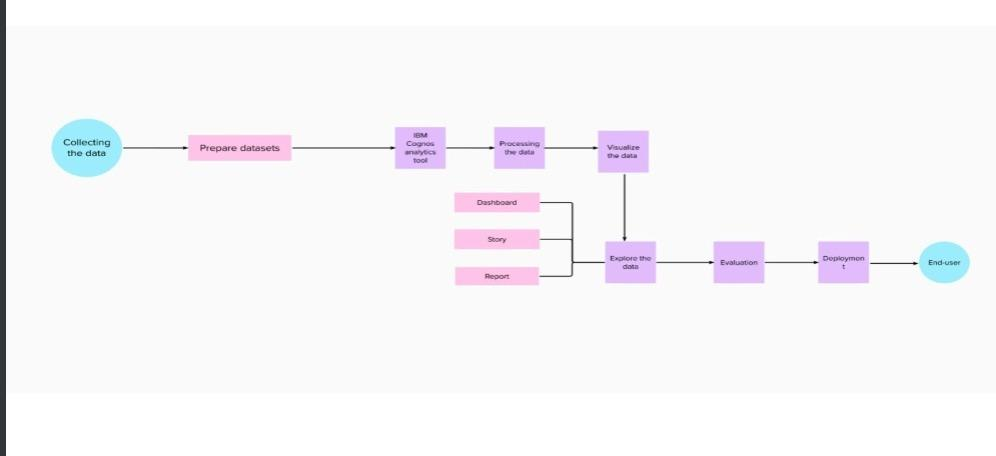 Collecting
the data
Prepare datasets
IBM
Cognos
analytics
tool
Processing
the data
Visualize
the data
Dashboard
Story
Report
Explore the
data
Evaluation
Deploymen
t
End-user